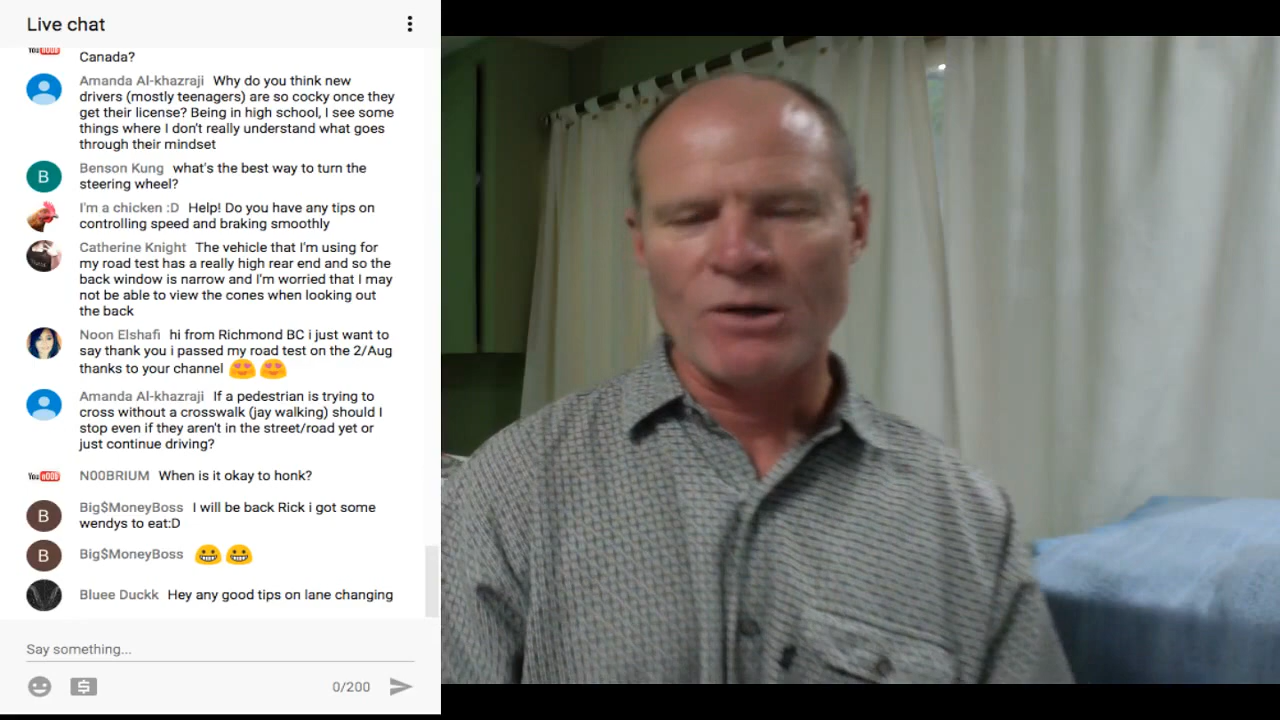 Live chat
Canada?
Amanda Al-khazraji Why do you think new
drivers (mostly teenagers) are so cocky once they
get their license? Being in high school, I see some
things where I don't really understand what goes
through their mindset
B
Benson Kung what's the best way to turn the
steering wheel?
I'm a chicken :D Help! Do you have any tips on
controlling speed and braking smoothly
Catherine Knight The vehicle that I'm using for
my road test has a really high rear end and so the
back window is narrow and I'm worried that I may
not be able to view the cones when looking out
the back
Noon Elshafi hi from Richmond BC i just want to
say thank you i passed my road test on the 2/Aug
thanks to your channel 😍 😍
Amanda Al-khazraji If a pedestrian is trying to
cross without a crosswalk (jay walking) should I
stop even if they aren't in the street/road yet or
just continue driving?
You n00b N00BRIUM When is it okay to honk?
B
Big$MoneyBoss I will be back Rick i got some
wendys to eat:D
B
Big$MoneyBoss 😀 😀
Bluee Duckk Hey any good tips on lane changing
Say something...
$
0/200